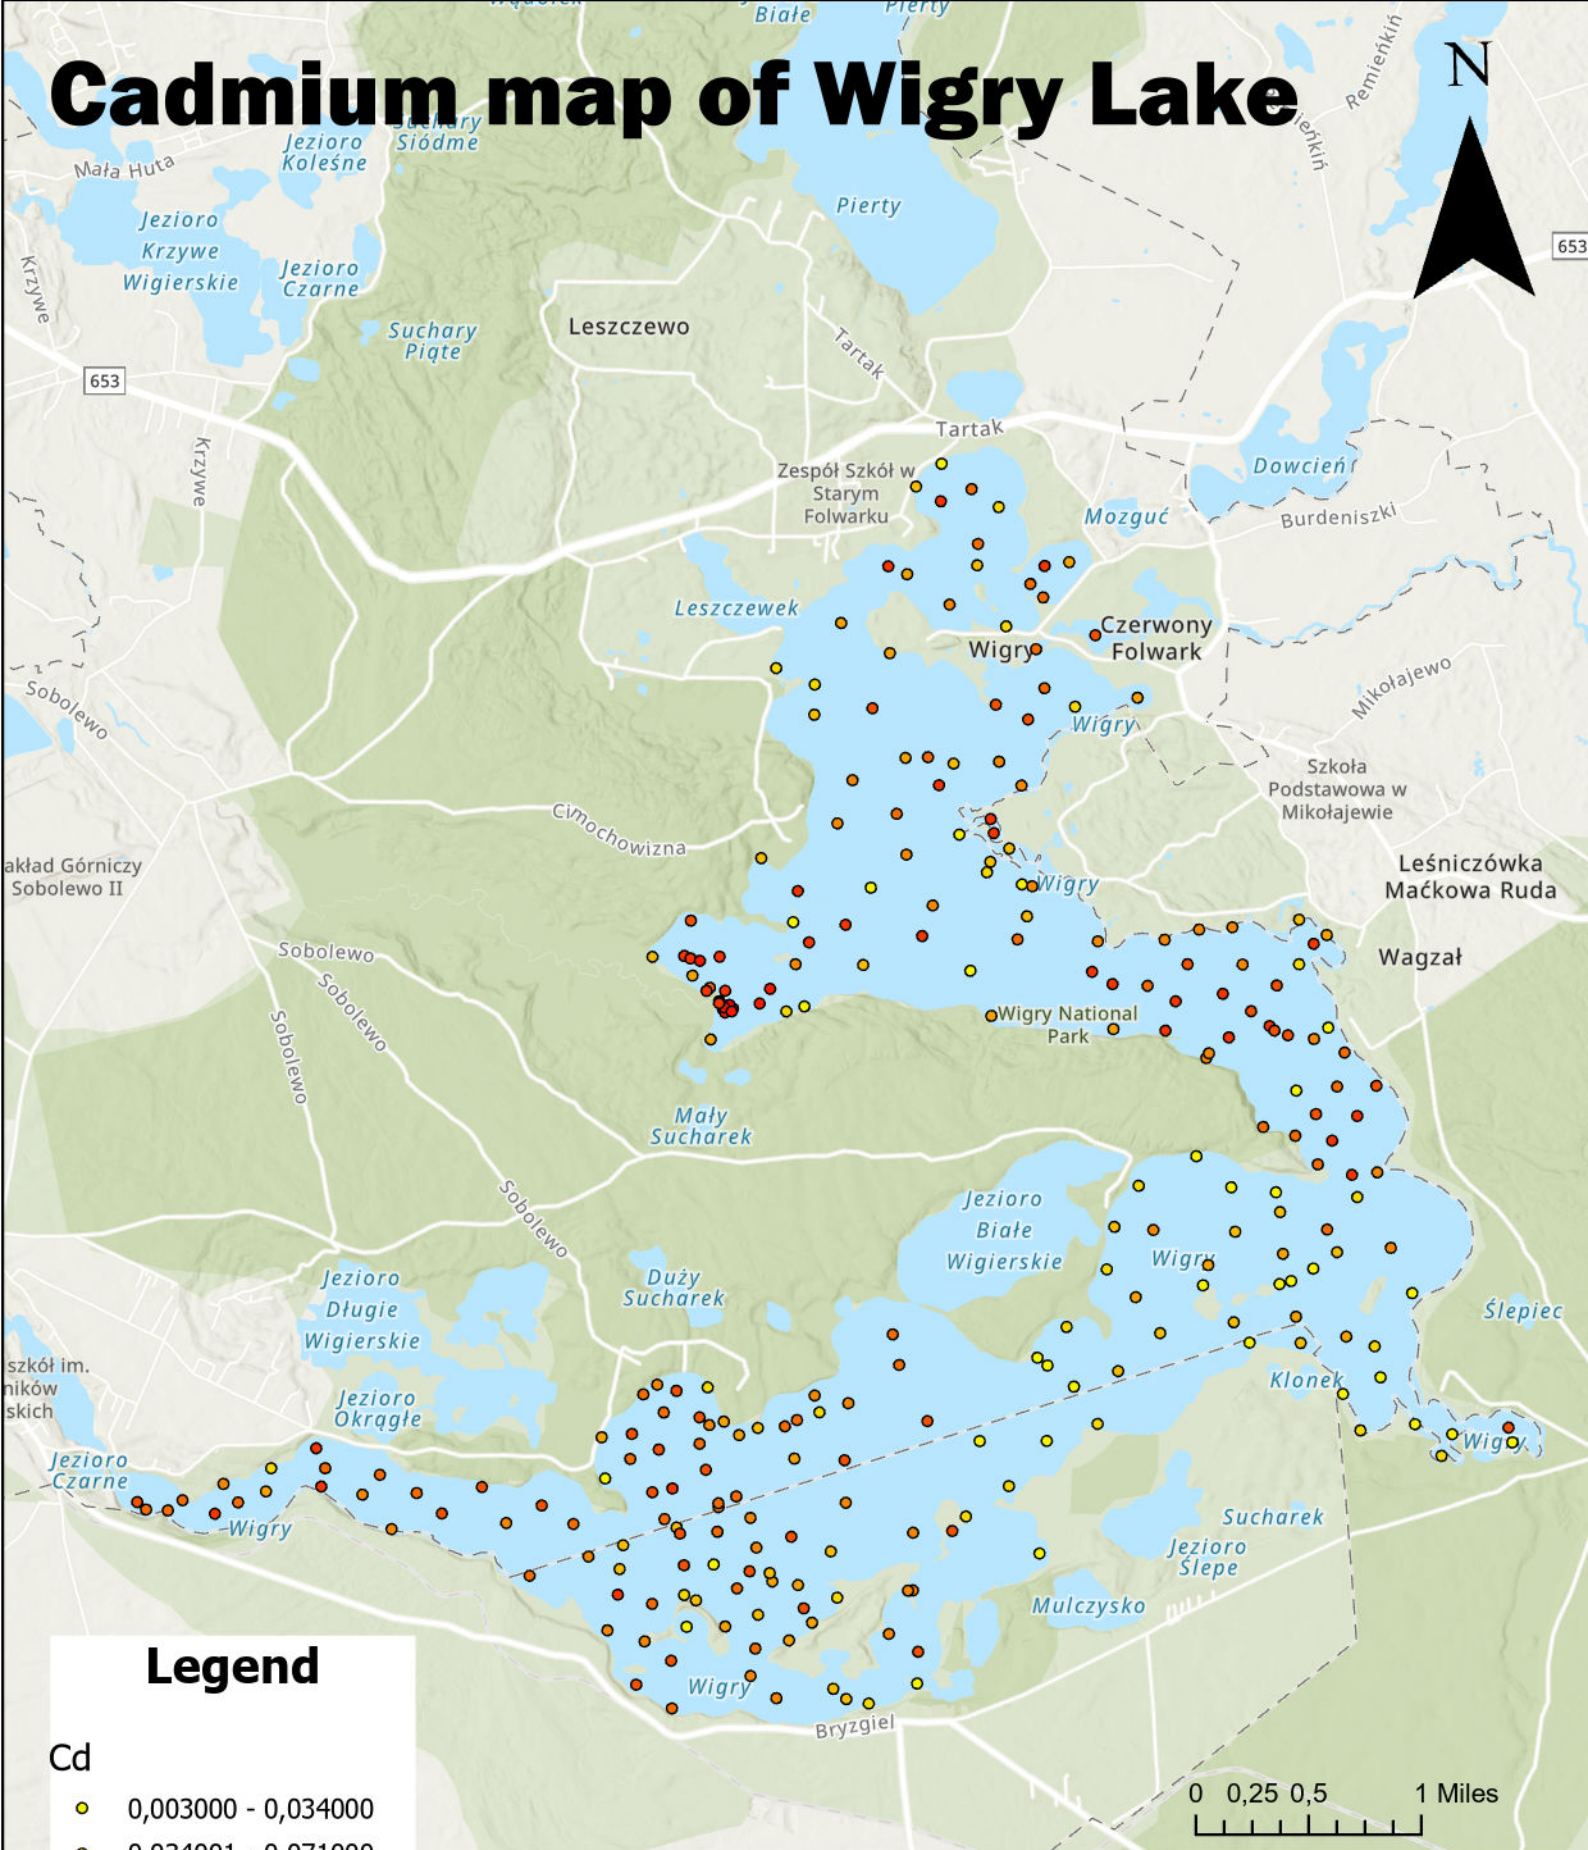 Białe
Pierty
Cadmium map of Wigry Lake
N
Remieńkiń
Suchary
Siódme
Jezioro
Koleśne
Mała Huta
Pierty
Jezioro
Krzywe
Wigierskie
Jezioro
Czarne
Krzywe
653
Suchary
Piąte
Leszczewo
Tartak
653
Tartak
Krzywe
Zespół Szkół w
Starym
Folwarku
Dowcień
Mozguć
Burdeniszki
Leszczewek
Wigry
Czerwony
Folwark
Mikołajewo
Sobolewo
Wigry
Szkoła
Podstawowa w
Mikołajewie
Cimochowizna
akład Górniczy
Sobolewo II
Wigry
Leśniczówka
Maćkowa Ruda
Sobolewo
Wagzał
Sobolewo
Sobolewo
Wigry National
Park
Mały
Sucharek
Sobolewo
Jezioro
Białe
Wigierskie
Wigry
Jezioro
Długie
Wigierskie
Duży
Sucharek
Ślepiec
szkół im.
ników
skich
Jezioro
Okrągłe
Klonek
Wigry
Jezioro
Czarne
Wigry
Sucharek
Jezioro
Ślepe
Mulczysko
Wigry
Bryzgiel
Legend
Cd
0,003000 - 0,034000
0 0,25 0,5 1 Miles